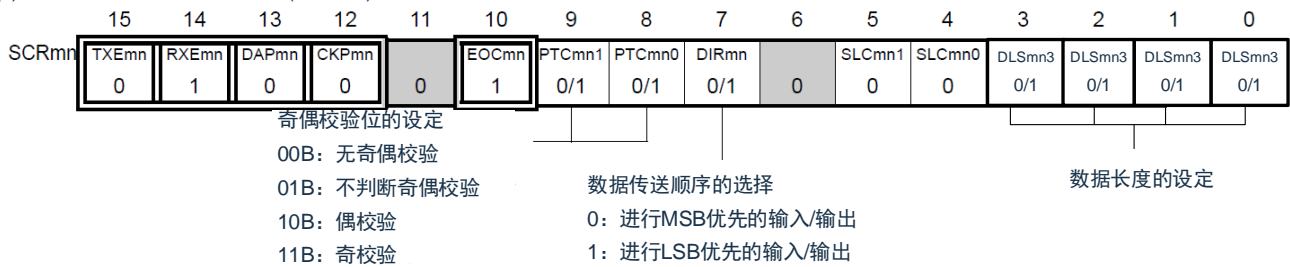 15 14 13 12 11 10 9 8 7 6 5 4 3 2 1 0
SCRmn TXEmn RXEmn DAPmn CKPmn EOCmn PTCmn1 PTCmn0 DIRmn SLCmn1 SLCmn0 DLSmn3 DLSmn3 DLSmn3 DLSmn3
0 1 0 0 0 1 0/1 0/1 0/1 0 0 0 0/1 0/1 0/1 0/1
奇偶校验位的设定
00B：无奇偶校验
01B：不判断奇偶校验
10B：偶校验
11B：奇校验
数据传送顺序的选择
0：进行MSB优先的输入/输出
1：进行LSB优先的输入/输出
数据长度的设定